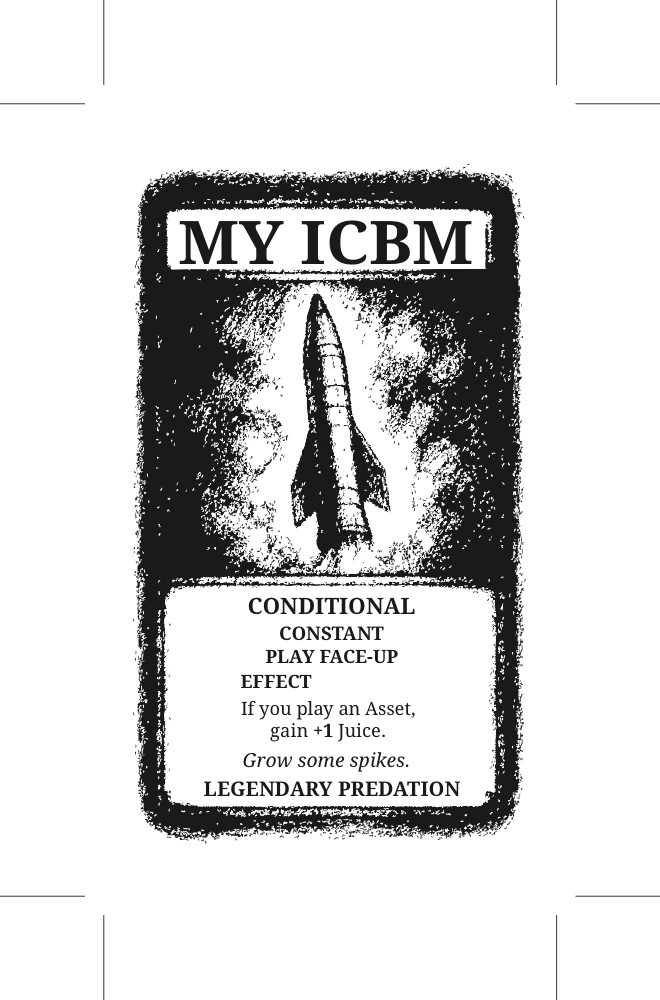 MY ICBM
CONDITIONAL
CONSTANT
PLAY FACE-UP
EFFECT
If you play an Asset,
gain +1 Juice.
Grow some spikes.
LEGENDARY PREDATION